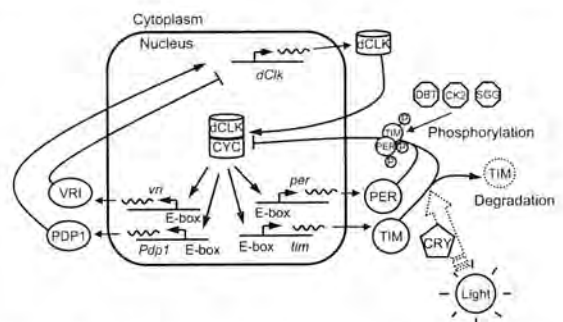 Cytoplasm
Nucleus
dClk
dCLK
DBT CK2 SGG
P
TIM
PER P
P
Phosphorylation
dCLK
CYC
VRI
vri
E-box
per
E-box
PER
TIM
Degradation
PDP1
Pdp1 E-box
E-box tim
TIM
CRY
Light